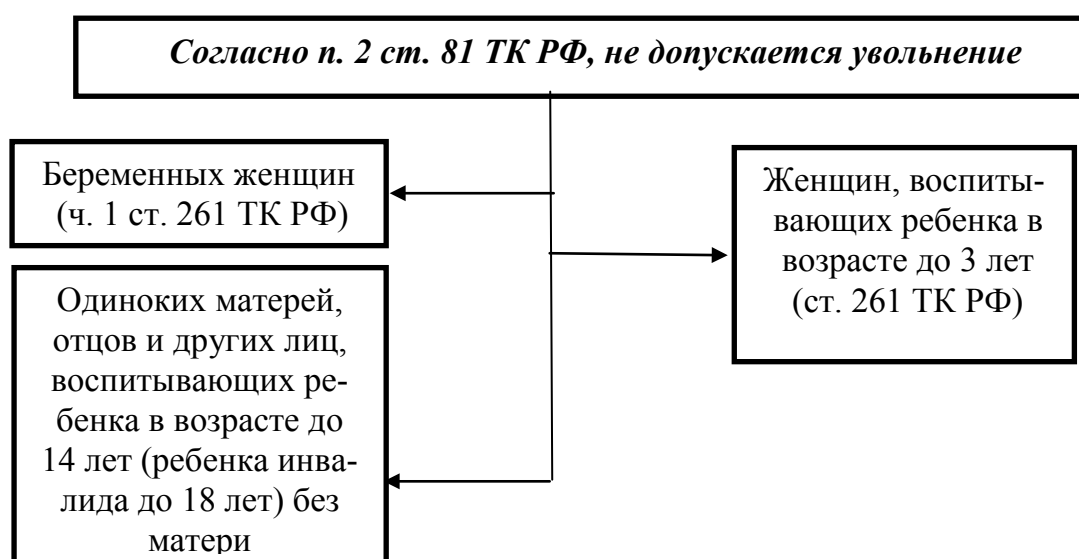 Согласно п. 2 ст. 81 ТК РФ, не допускается увольнение
Беременных женщин
(ч. 1 ст. 261 ТК РФ)
Женщин, воспиты-
вающих ребенка в
возрасте до 3 лет
(ст. 261 ТК РФ)
Одиноких матерей,
отцов и других лиц,
воспитывающих ре-
бенка в возрасте до
14 лет (ребенка инва-
лида до 18 лет) без
матери